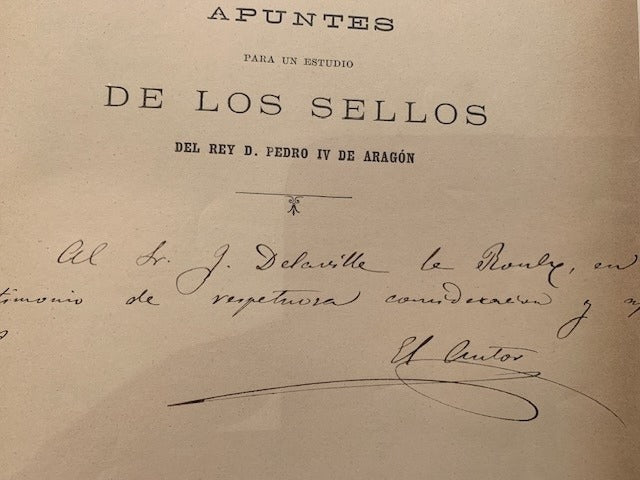 APUNTES
PARA UN ESTUDIO
DE LOS SELLOS
DEL REY D. PEDRO IV DE ARAGÓN
Al Sr. J. Delaville le Roulx, en
timonio de respetuosa consideracion y
El Autor